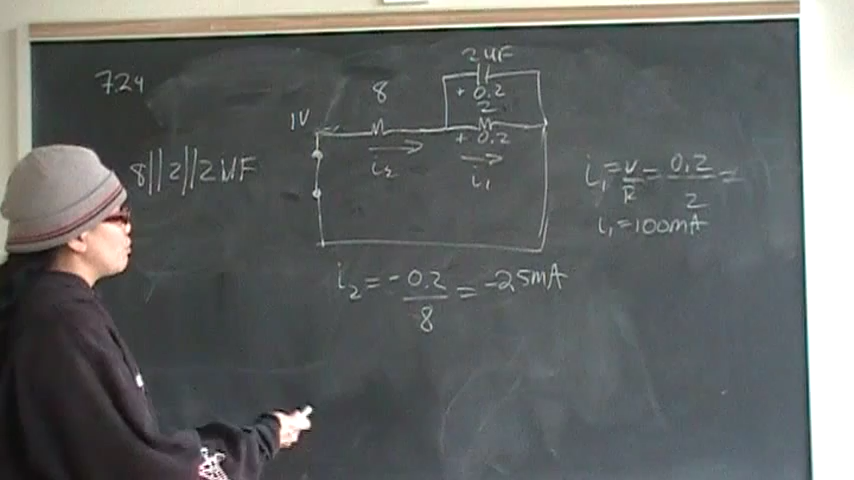 7.24
2 uF
+ 0.2
8
2
1V
+ 0.2
i₂
i₁
8||2||2uF
i₁ = V/R = 0.2/2 =
i₁ = 100mA
i₂ = -0.2/8 = -25mA